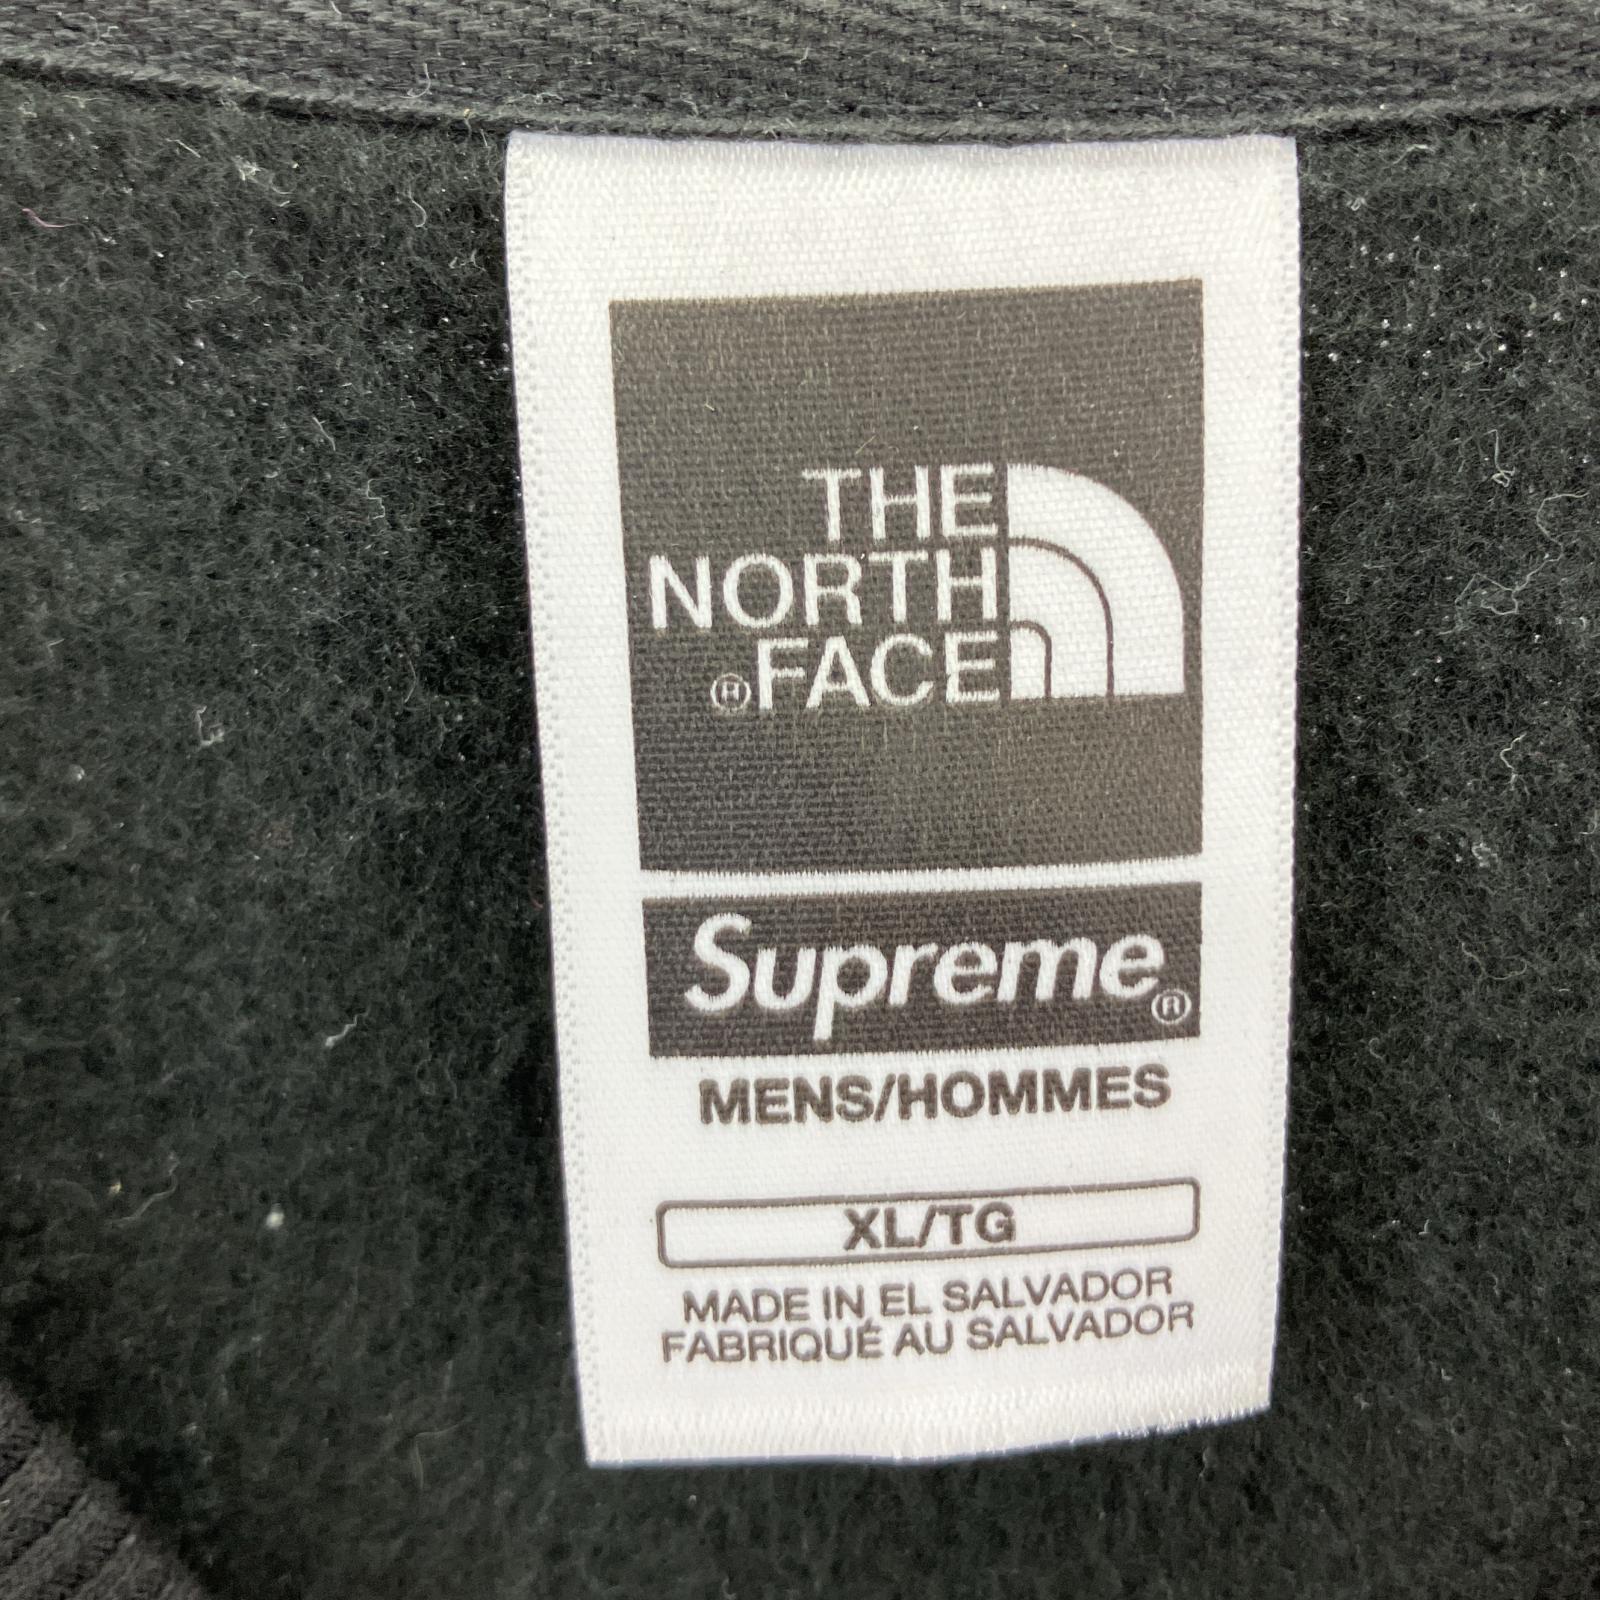 THE
NORTH
®FACE
Supreme®
MENS/HOMMES
XL/TG
MADE IN EL SALVADOR
FABRIQUÉ AU SALVADOR